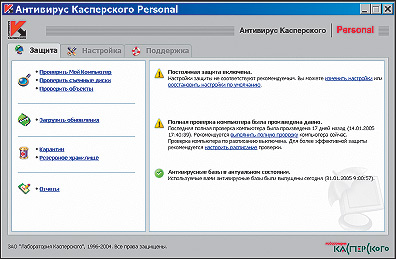 Антивирус Касперского Personal
Антивирус Касперского Personal
Защита Настройка Поддержка
Проверить Мой Компьютер
Проверить съемные диски
Проверить объекты
Загрузить обновления
Карантин
Резервное хранилище
Отчеты
Постоянная защита включена.
Настройки защиты не соответствуют рекомендуемым. Вы можете изменить настройки или
восстановить настройки по умолчанию.
Полная проверка компьютера была произведена давно.
Последняя полная проверка компьютера была произведена 17 дней назад (14.01.2005
17:40:39). Рекомендуется выполнить полную проверку компьютера сейчас.
Проверка компьютера по расписанию выключена. Для более эффективной защиты
рекомендуется настроить расписание проверки.
Антивирусные базы в актуальном состоянии.
Используемые вами антивирусные базы были выпущены сегодня (31.01.2005 9:00:57).
ЗАО "Лаборатория Касперского", 1996-2004. Все права защищены.
лаборатория
КАСПЕРСКОГО